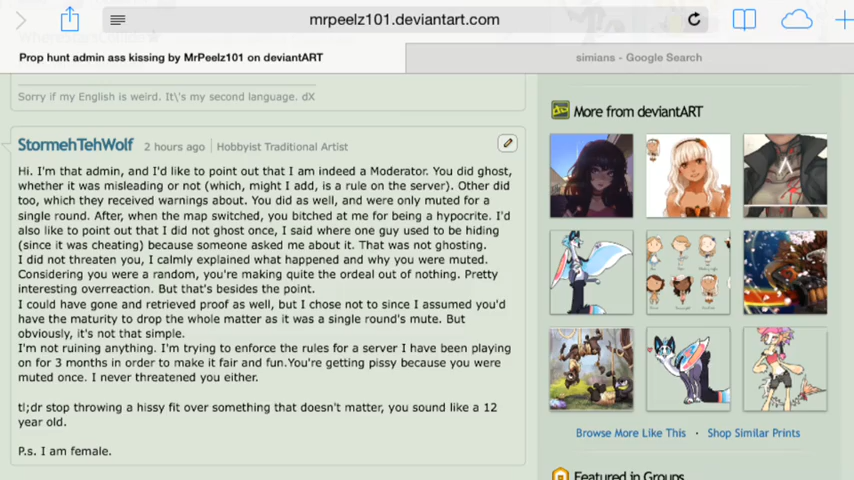 mrpeelz101.deviantart.com
Prop hunt admin ass kissing by MrPeelz101 on deviantART
simians - Google Search
Sorry if my English is weird. It\'s my second language. dX
StormehTehWolf 2 hours ago Hobbyist Traditional Artist
Hi. I'm that admin, and I'd like to point out that I am indeed a Moderator. You did ghost,
whether it was misleading or not (which, might I add, is a rule on the server). Other did
too, which they received warnings about. You did as well, and were only muted for a
single round. After, when the map switched, you bitched at me for being a hypocrite. I'd
also like to point out that I did not ghost once, I said where one guy used to be hiding
(since it was cheating) because someone asked me about it. That was not ghosting.
I did not threaten you, I calmly explained what happened and why you were muted.
Considering you were a random, you're making quite the ordeal out of nothing. Pretty
interesting overreaction. But that's besides the point.
I could have gone and retrieved proof as well, but I chose not to since I assumed you'd
have the maturity to drop the whole matter as it was a single round's mute. But
obviously, it's not that simple.
I'm not ruining anything. I'm trying to enforce the rules for a server I have been playing
on for 3 months in order to make it fair and fun.You're getting pissy because you were
muted once. I never threatened you either.
tl;dr stop throwing a hissy fit over something that doesn't matter, you sound like a 12
year old.
P.s. I am female.
More from deviantART
Browse More Like This · Shop Similar Prints
Featured in Groups